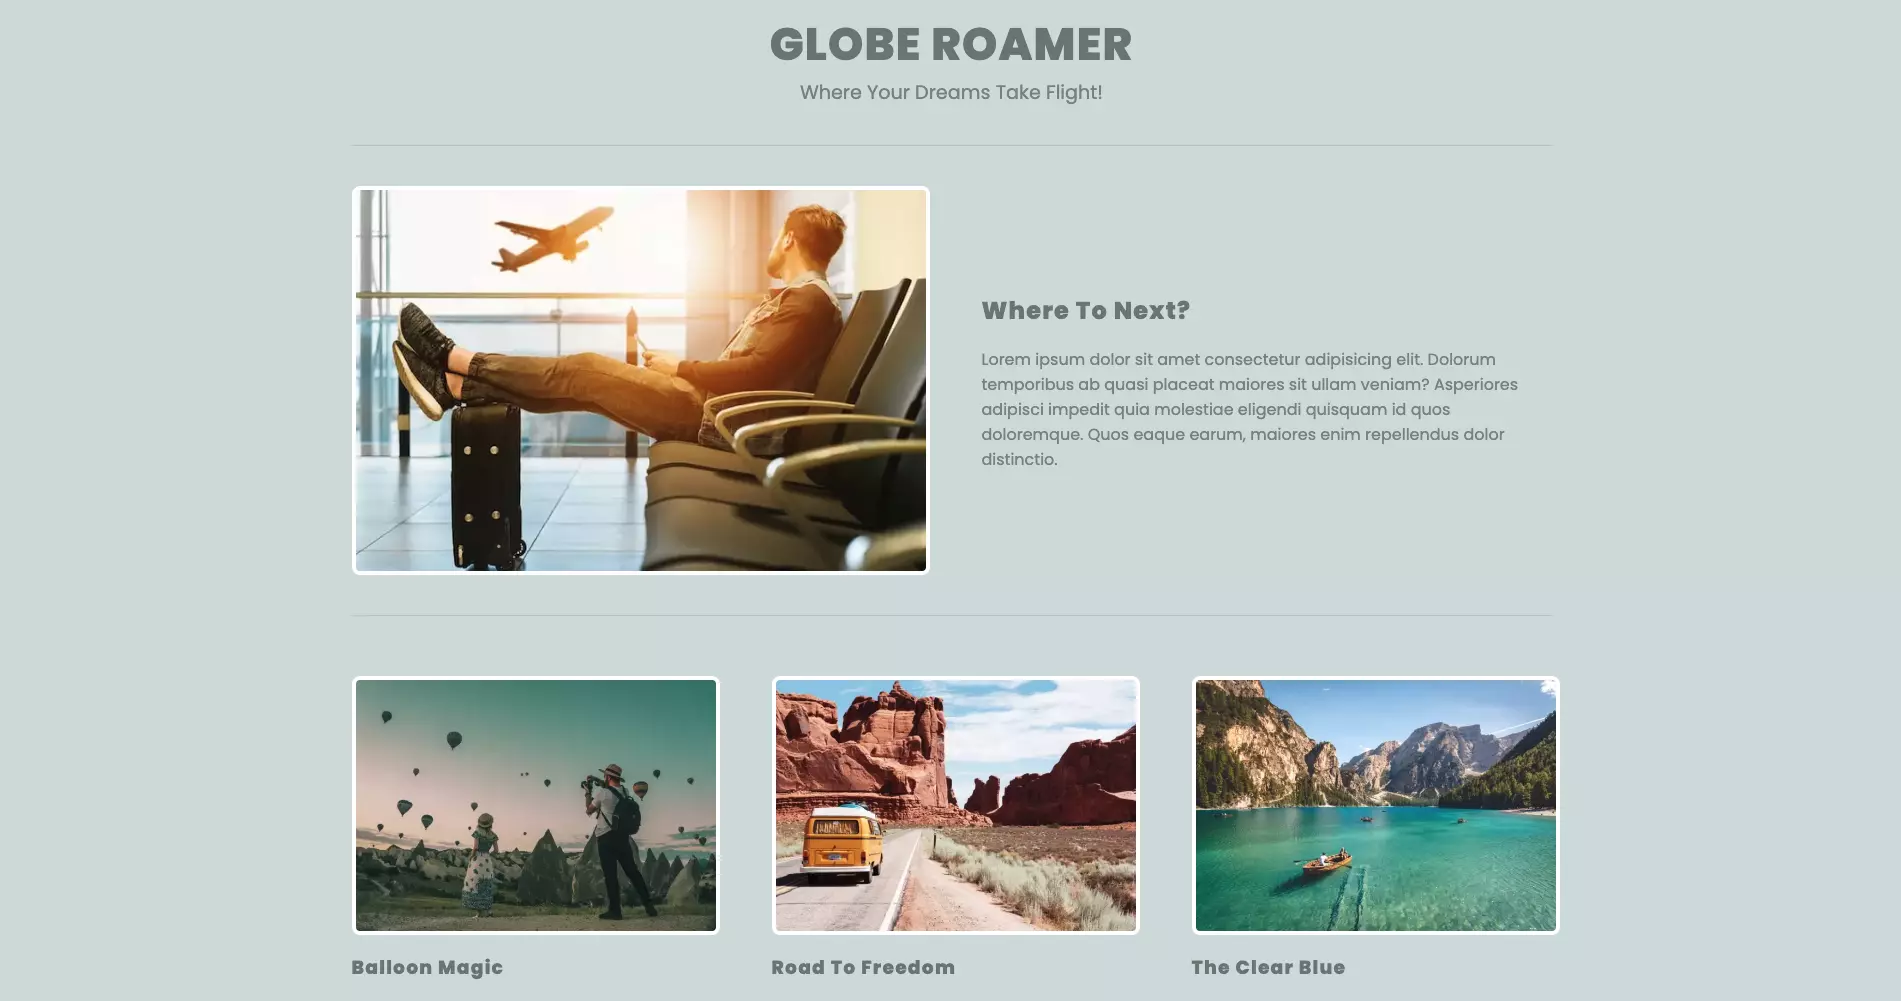 GLOBE ROAMER
Where Your Dreams Take Flight!
Where To Next?
Lorem ipsum dolor sit amet consectetur adipisicing elit. Dolorum
temporibus ab quasi placeat maiores sit ullam veniam? Asperiores
adipisci impedit quia molestiae eligendi quisquam id quos
doloremque. Quos eaque earum, maiores enim repellendus dolor
distinctio.
Balloon Magic
Road To Freedom
The Clear Blue